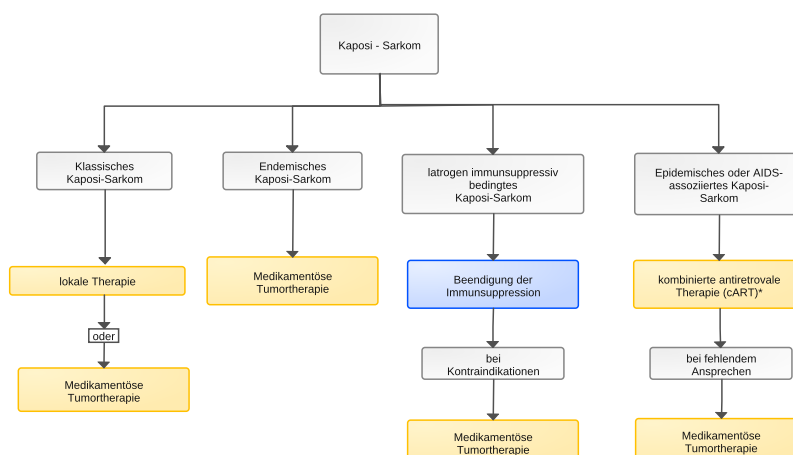 Kaposi - Sarkom
Klassisches
Kaposi-Sarkom
Endemisches
Kaposi-Sarkom
Iatrogen immunsuppressiv
bedingtes
Kaposi-Sarkom
Epidemisches oder AIDS-
assoziiertes Kaposi-
Sarkom
lokale Therapie
Medikamentöse
Tumortherapie
Beendigung der
Immunsuppression
kombinierte antiretrovale
Therapie (cART)*
oder
bei
Kontraindikationen
bei fehlendem
Ansprechen
Medikamentöse
Tumortherapie
Medikamentöse
Tumortherapie
Medikamentöse
Tumortherapie